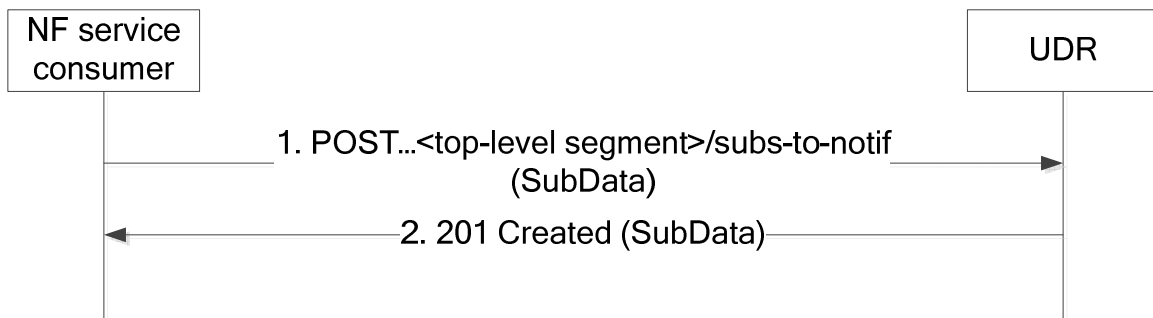 NF service
consumer
UDR
1. POST...<top-level segment>/subs-to-notif
(SubData)
2. 201 Created (SubData)